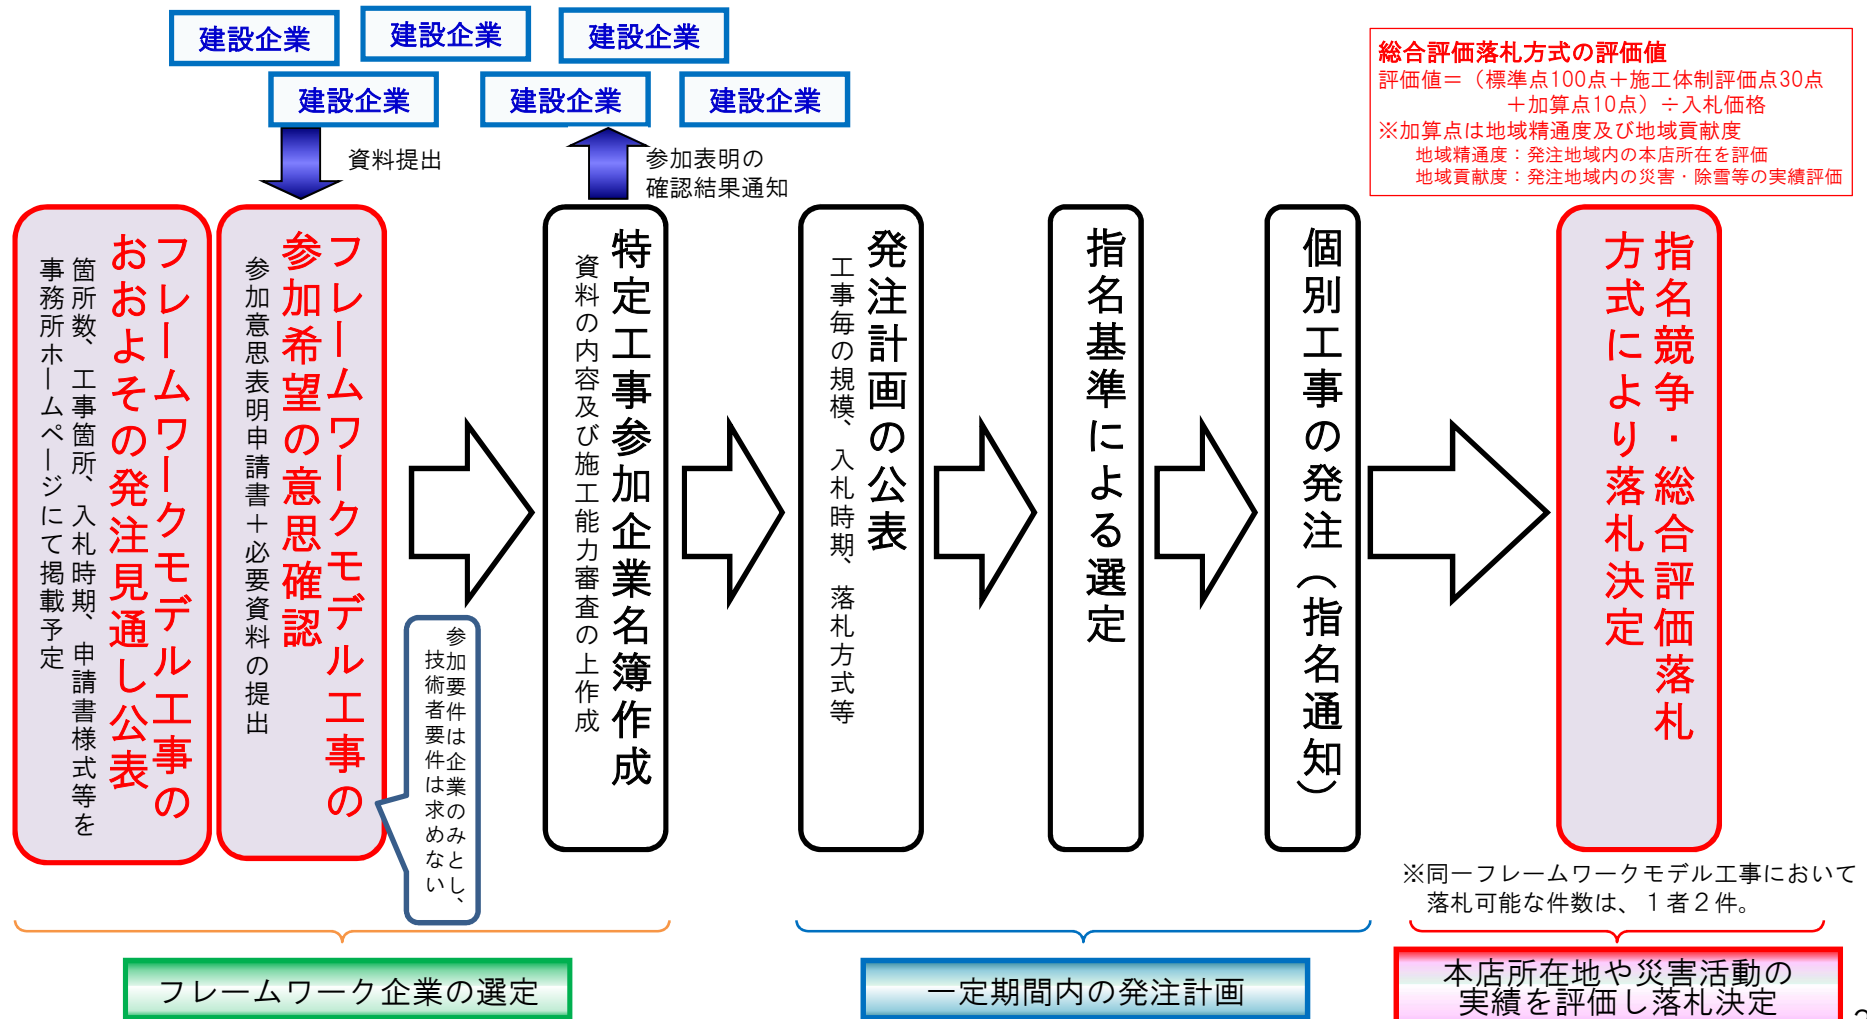 建設企業
建設企業
建設企業
建設企業
建設企業
建設企業
資料提出
参加表明の
確認結果通知
総合評価落札方式の評価値
評価値＝（標準点100点＋施工体制評価点30点
＋加算点10点）÷入札価格
※加算点は地域精通度及び地域貢献度
地域精通度：発注地域内の本店所在を評価
地域貢献度：発注地域内の災害・除雪等の実績評価
フレームワークモデル工事の
おおよその発注見通し公表
箇所数、工事箇所、入札時期、申請書様式等を
事務所ホームページにて掲載予定
フレームワークモデル工事の
参加希望の意思確認
参加意思表明申請書＋必要資料の提出
参加要件は企業のみとし、
技術者要件は求めない
特定工事参加企業名簿作成
資料の内容及び施工能力審査の上作成
発注計画の公表
工事毎の規模、入札時期、落札方式等
指名基準による選定
個別工事の発注（指名通知）
指名競争・総合評価落札
方式により落札決定
※同一フレームワークモデル工事において
落札可能な件数は、１者２件。
フレームワーク企業の選定
一定期間内の発注計画
本店所在地や災害活動の
実績を評価し落札決定